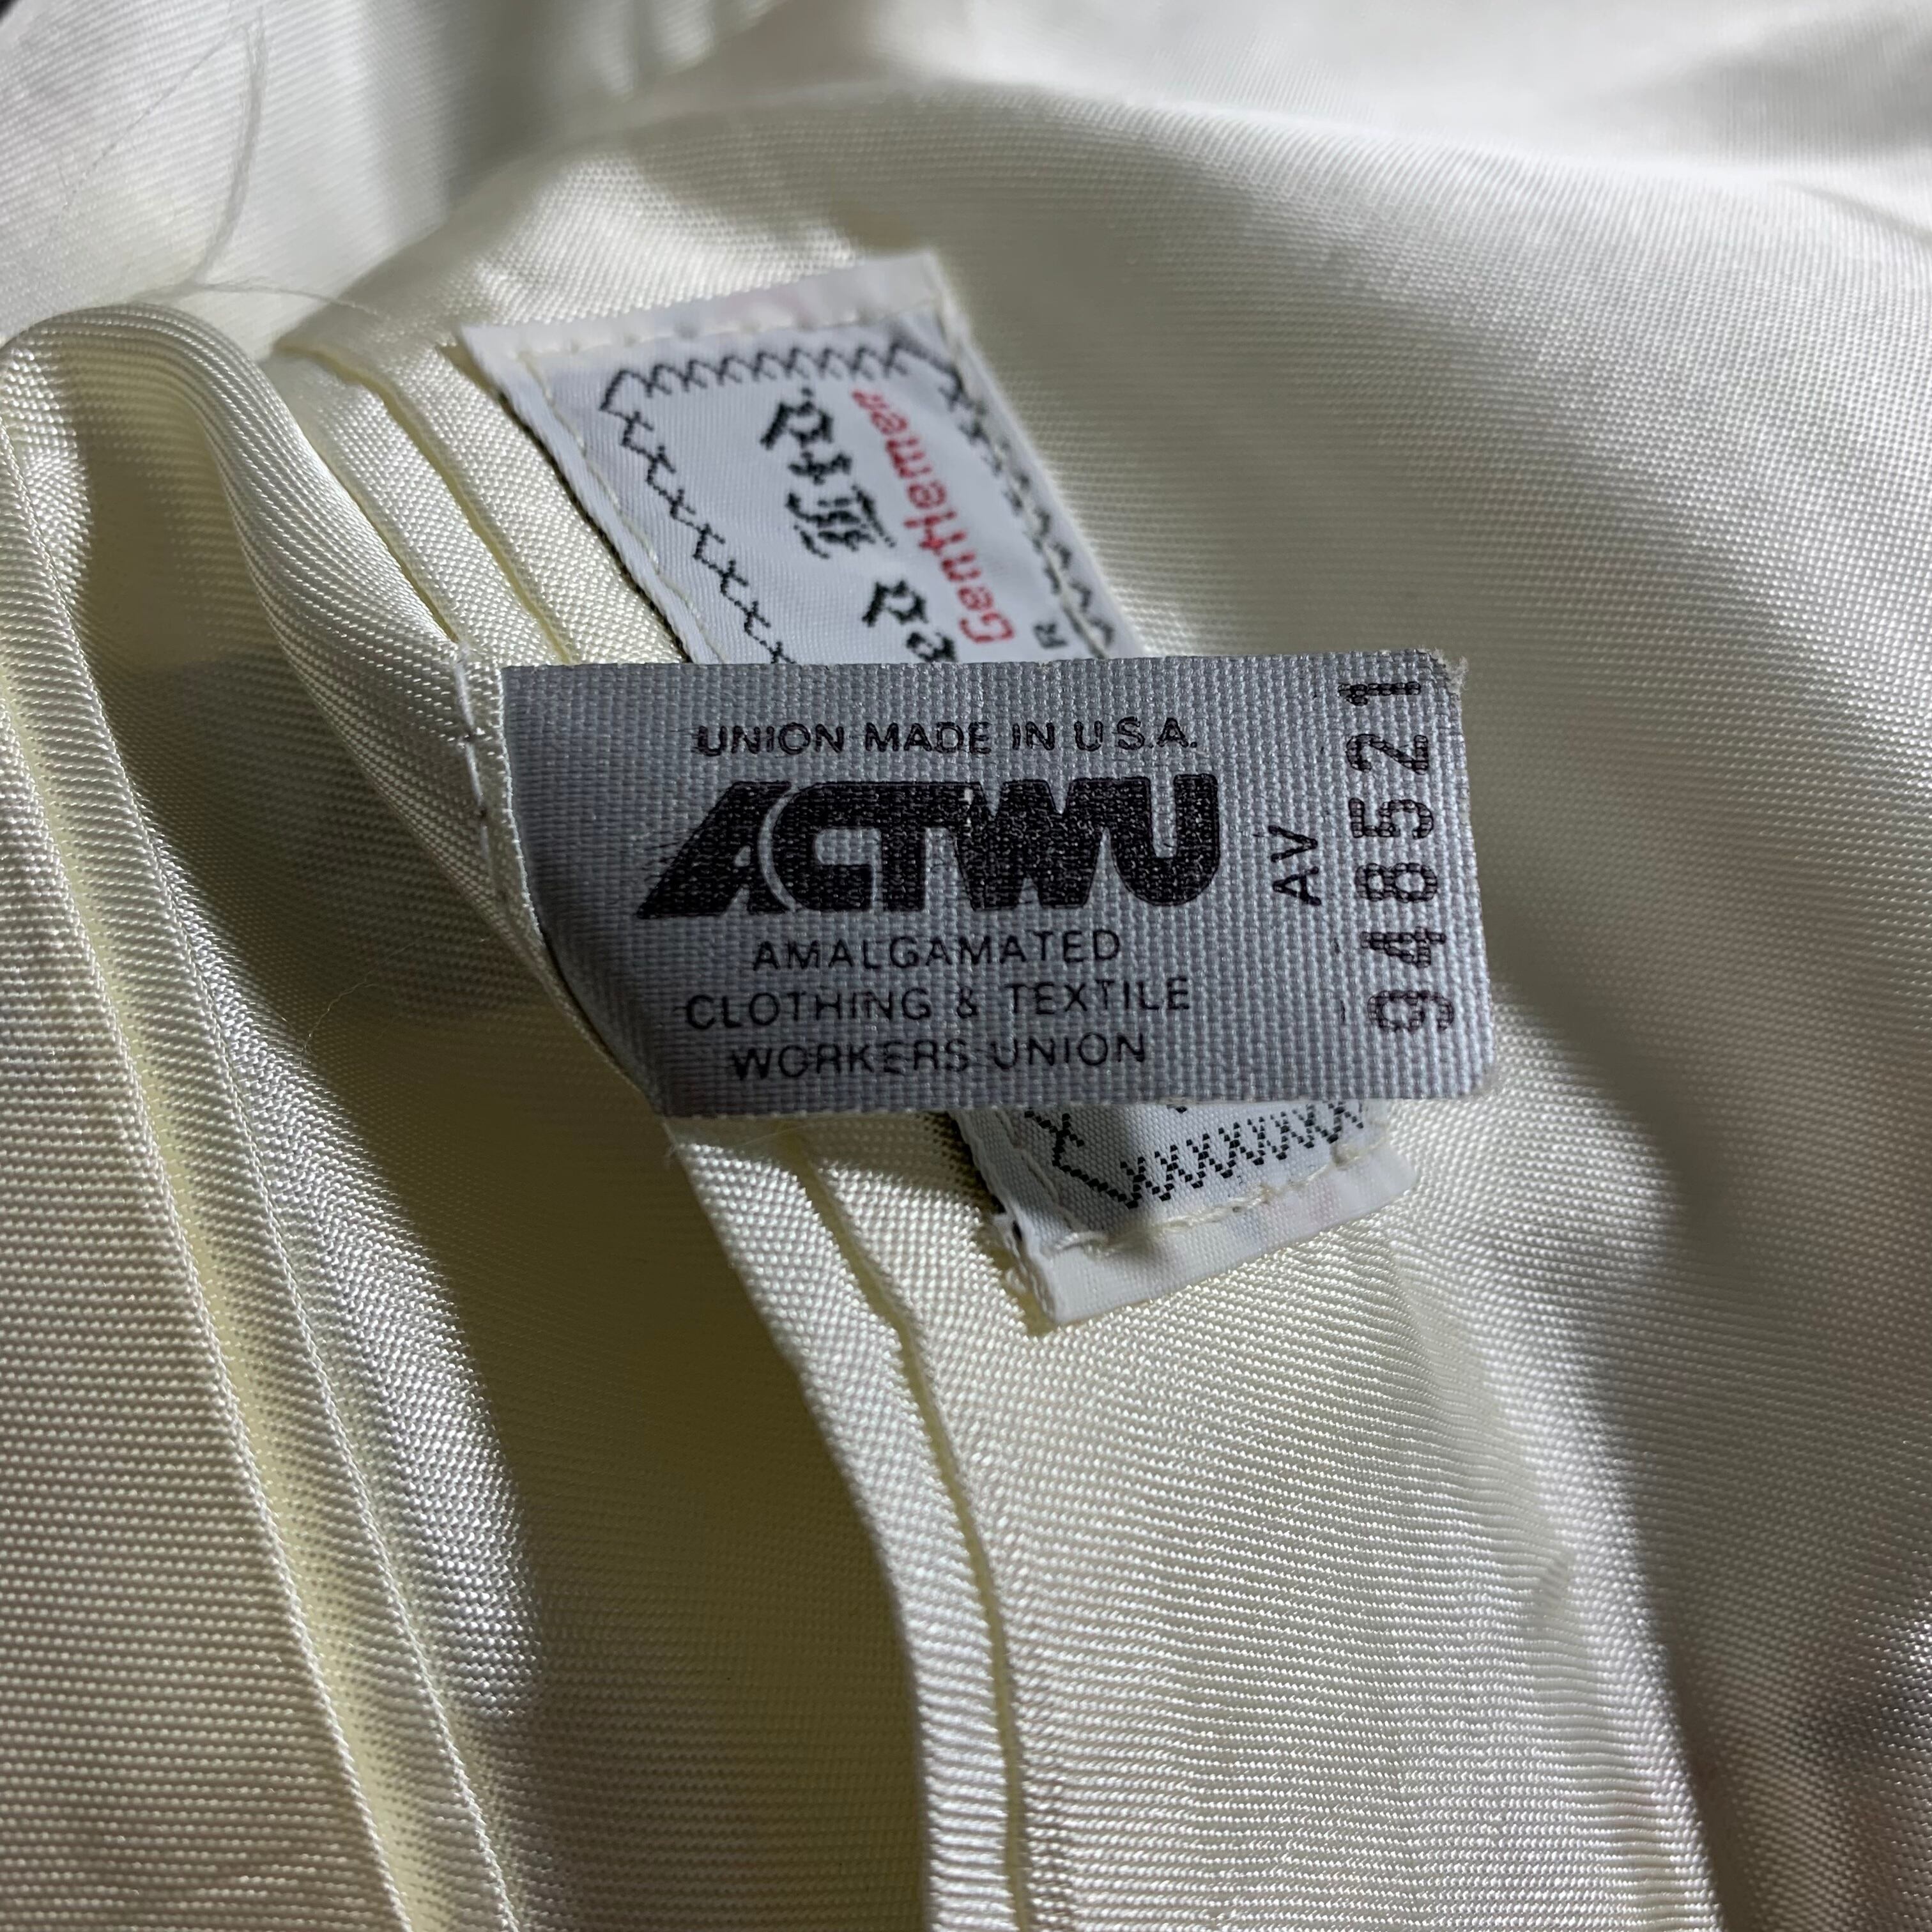 Gentlemen
R
UNION MADE IN U.S.A.
ACTWU
AMALGAMATED
CLOTHING & TEXTILE
WORKERS UNION
AV
948521